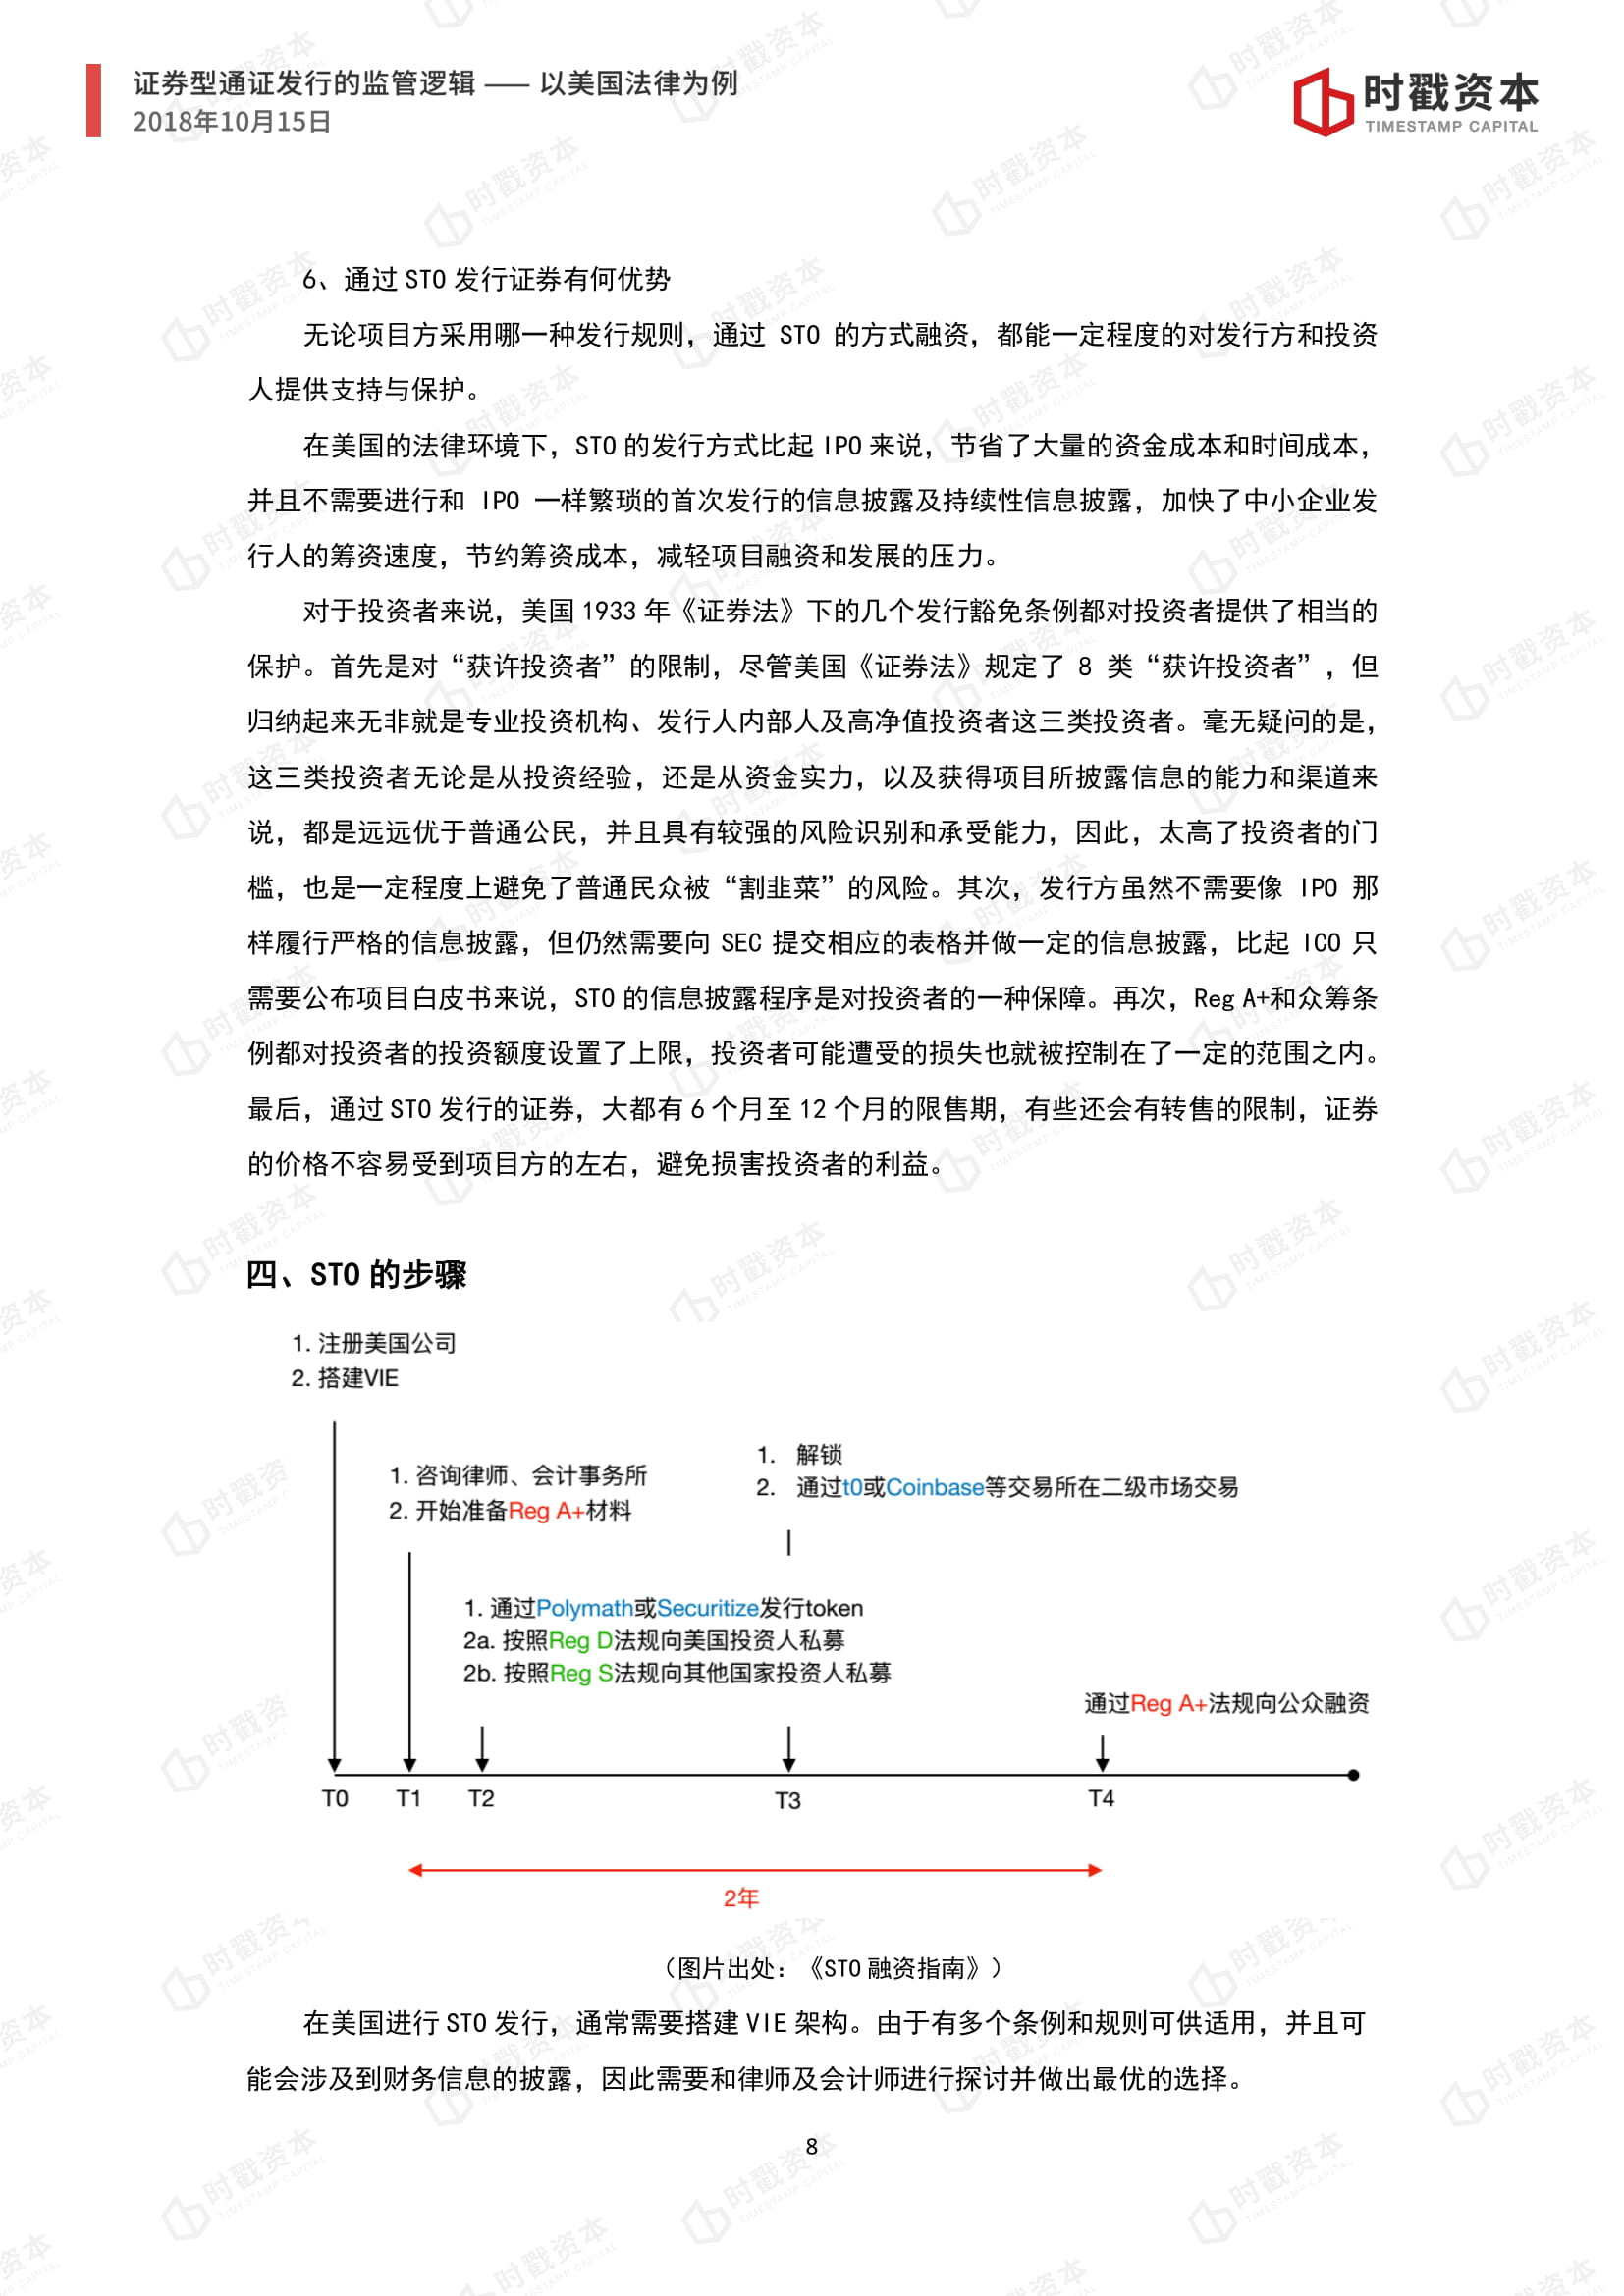 证券型通证发行的监管逻辑 —— 以美国法律为例
2018年10月15日
时戳资本
TIMESTAMP CAPITAL
6、通过 STO 发行证券有何优势
无论项目方采用哪一种发行规则，通过 STO 的方式融资，都能一定程度的对发行方和投资
人提供支持与保护。
在美国的法律环境下，STO 的发行方式比起 IPO 来说，节省了大量的资金成本和时间成本，
并且不需要进行和 IPO 一样繁琐的首次发行的信息披露及持续性信息披露，加快了中小企业发
行人的筹资速度，节约筹资成本，减轻项目融资和发展的压力。
对于投资者来说，美国 1933 年《证券法》下的几个发行豁免条例都对投资者提供了相当的
保护。首先是对“获许投资者”的限制，尽管美国《证券法》规定了 8 类“获许投资者”，但
归纳起来无非就是专业投资机构、发行人内部人及高净值投资者这三类投资者。毫无疑问的是，
这三类投资者无论是从投资经验，还是从资金实力，以及获得项目所披露信息的能力和渠道来
说，都是远远优于普通公民，并且具有较强的风险识别和承受能力，因此，太高了投资者的门
槛，也是一定程度上避免了普通民众被“割韭菜”的风险。其次，发行方虽然不需要像 IPO 那
样履行严格的信息披露，但仍然需要向 SEC 提交相应的表格并做一定的信息披露，比起 ICO 只
需要公布项目白皮书来说，STO 的信息披露程序是对投资者的一种保障。再次，Reg A+和众筹条
例都对投资者的投资额度设置了上限，投资者可能遭受的损失也就被控制在了一定的范围之内。
最后，通过 STO 发行的证券，大都有 6 个月至 12 个月的限售期，有些还会有转售的限制，证券
的价格不容易受到项目方的左右，避免损害投资者的利益。
四、STO 的步骤
1. 注册美国公司
2. 搭建VIE
1. 咨询律师、会计事务所
2. 开始准备Reg A+材料
1. 解锁
2. 通过t0或Coinbase等交易所在二级市场交易
1. 通过Polymath或Securitize发行token
2a. 按照Reg D法规向美国投资人私募
2b. 按照Reg S法规向其他国家投资人私募
通过Reg A+法规向公众融资
T0 T1 T2 T3 T4
2年
（图片出处：《STO 融资指南》）
在美国进行 STO 发行，通常需要搭建 VIE 架构。由于有多个条例和规则可供适用，并且可
能会涉及到财务信息的披露，因此需要和律师及会计师进行探讨并做出最优的选择。
8